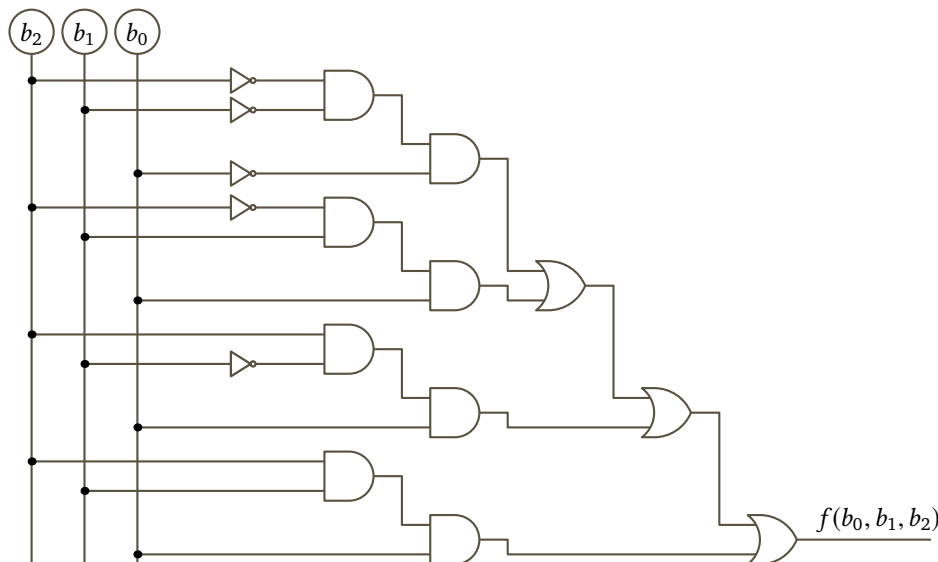 b₂ b₁ b₀
f(b₀, b₁, b₂)